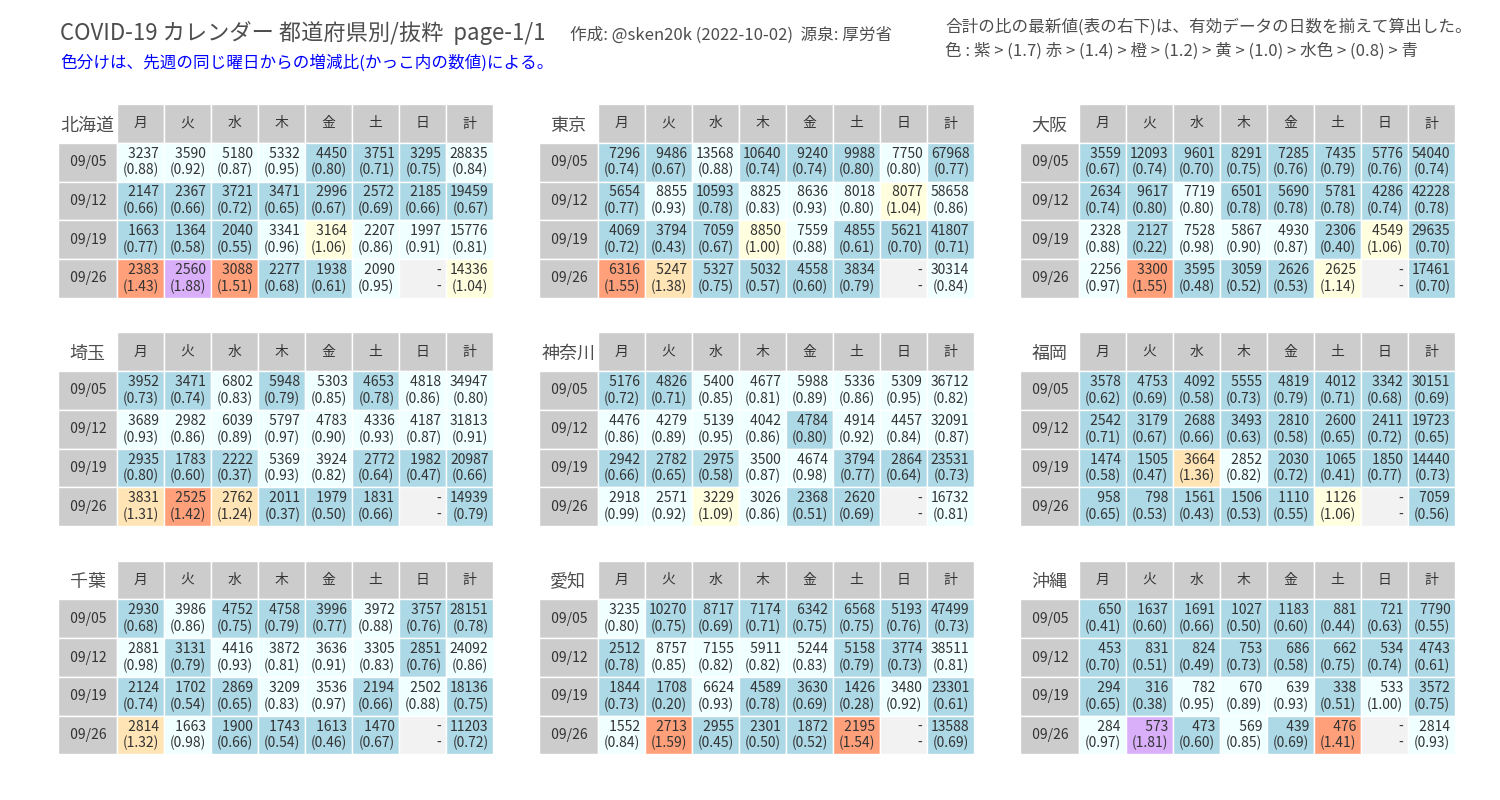 COVID-19 カレンダー 都道府県別/抜粋 page-1/1 作成: @sken20k (2022-10-02) 源泉: 厚労省
色分けは、先週の同じ曜日からの増減比(かっこ内の数値)による。
合計の比の最新値(表の右下)は、有効データの日数を揃えて算出した。
色 : 紫 > (1.7) 赤 > (1.4) > 橙 > (1.2) > 黄 > (1.0) > 水色 > (0.8) > 青
北海道 月 火 水 木 金 土 日 計
09/05 3237 3590 5180 5332 4450 3751 3295 28835
(0.88) (0.92) (0.87) (0.95) (0.80) (0.71) (0.75) (0.84)
09/12 2147 2367 3721 3471 2996 2572 2185 19459
(0.66) (0.66) (0.72) (0.65) (0.67) (0.69) (0.66) (0.67)
09/19 1663 1364 2040 3341 3164 2207 1997 15776
(0.77) (0.58) (0.55) (0.96) (1.06) (0.86) (0.91) (0.81)
09/26 2383 2560 3088 2277 1938 2090 - 14336
(1.43) (1.88) (1.51) (0.68) (0.61) (0.95) - (1.04)
東京 月 火 水 木 金 土 日 計
09/05 7296 9486 13568 10640 9240 9988 7750 67968
(0.74) (0.67) (0.88) (0.74) (0.74) (0.80) (0.80) (0.77)
09/12 5654 8855 10593 8825 8636 8018 8077 58658
(0.77) (0.93) (0.78) (0.83) (0.93) (0.80) (1.04) (0.86)
09/19 4069 3794 7059 8850 7559 4855 5621 41807
(0.72) (0.43) (0.67) (1.00) (0.88) (0.61) (0.70) (0.71)
09/26 6316 5247 5327 5032 4558 3834 - 30314
(1.55) (1.38) (0.75) (0.57) (0.60) (0.79) - (0.84)
大阪 月 火 水 木 金 土 日 計
09/05 3559 12093 9601 8291 7285 7435 5776 54040
(0.67) (0.74) (0.70) (0.75) (0.76) (0.79) (0.76) (0.74)
09/12 2634 9617 7719 6501 5690 5781 4286 42228
(0.74) (0.80) (0.80) (0.78) (0.78) (0.78) (0.74) (0.78)
09/19 2328 2127 7528 5867 4930 2306 4549 29635
(0.88) (0.22) (0.98) (0.90) (0.87) (0.40) (1.06) (0.70)
09/26 2256 3300 3595 3059 2626 2625 - 17461
(0.97) (1.55) (0.48) (0.52) (0.53) (1.14) - (0.70)
埼玉 月 火 水 木 金 土 日 計
09/05 3952 3471 6802 5948 5303 4653 4818 34947
(0.73) (0.74) (0.83) (0.79) (0.85) (0.78) (0.86) (0.80)
09/12 3689 2982 6039 5797 4783 4336 4187 31813
(0.93) (0.86) (0.89) (0.97) (0.90) (0.93) (0.87) (0.91)
09/19 2935 1783 2222 5369 3924 2772 1982 20987
(0.80) (0.60) (0.37) (0.93) (0.82) (0.64) (0.47) (0.66)
09/26 3831 2525 2762 2011 1979 1831 - 14939
(1.31) (1.42) (1.24) (0.37) (0.50) (0.66) - (0.79)
神奈川 月 火 水 木 金 土 日 計
09/05 5176 4826 5400 4677 5988 5336 5309 36712
(0.72) (0.71) (0.85) (0.81) (0.89) (0.86) (0.95) (0.82)
09/12 4476 4279 5139 4042 4784 4914 4457 32091
(0.86) (0.89) (0.95) (0.86) (0.80) (0.92) (0.84) (0.87)
09/19 2942 2782 2975 3500 4674 3794 2864 23531
(0.66) (0.65) (0.58) (0.87) (0.98) (0.77) (0.64) (0.73)
09/26 2918 2571 3229 3026 2368 2620 - 16732
(0.99) (0.92) (1.09) (0.86) (0.51) (0.69) - (0.81)
福岡 月 火 水 木 金 土 日 計
09/05 3578 4753 4092 5555 4819 4012 3342 30151
(0.62) (0.69) (0.58) (0.73) (0.79) (0.71) (0.68) (0.69)
09/12 2542 3179 2688 3493 2810 2600 2411 19723
(0.71) (0.67) (0.66) (0.63) (0.58) (0.65) (0.72) (0.65)
09/19 1474 1505 3664 2852 2030 1065 1850 14440
(0.58) (0.47) (1.36) (0.82) (0.72) (0.41) (0.77) (0.73)
09/26 958 798 1561 1506 1110 1126 - 7059
(0.65) (0.53) (0.43) (0.53) (0.55) (1.06) - (0.56)
千葉 月 火 水 木 金 土 日 計
09/05 2930 3986 4752 4758 3996 3972 3757 28151
(0.68) (0.86) (0.75) (0.79) (0.77) (0.88) (0.76) (0.78)
09/12 2881 3131 4416 3872 3636 3305 2851 24092
(0.98) (0.79) (0.93) (0.81) (0.91) (0.83) (0.76) (0.86)
09/19 2124 1702 2869 3209 3536 2194 2502 18136
(0.74) (0.54) (0.65) (0.83) (0.97) (0.66) (0.88) (0.75)
09/26 2814 1663 1900 1743 1613 1470 - 11203
(1.32) (0.98) (0.66) (0.54) (0.46) (0.67) - (0.72)
愛知 月 火 水 木 金 土 日 計
09/05 3235 10270 8717 7174 6342 6568 5193 47499
(0.80) (0.75) (0.69) (0.71) (0.75) (0.75) (0.76) (0.73)
09/12 2512 8757 7155 5911 5244 5158 3774 38511
(0.78) (0.85) (0.82) (0.82) (0.83) (0.79) (0.73) (0.81)
09/19 1844 1708 6624 4589 3630 1426 3480 23301
(0.73) (0.20) (0.93) (0.78) (0.69) (0.28) (0.92) (0.61)
09/26 1552 2713 2955 2301 1872 2195 - 13588
(0.84) (1.59) (0.45) (0.50) (0.52) (1.54) - (0.69)
沖縄 月 火 水 木 金 土 日 計
09/05 650 1637 1691 1027 1183 881 721 7790
(0.41) (0.60) (0.66) (0.50) (0.60) (0.44) (0.63) (0.55)
09/12 453 831 824 753 686 662 534 4743
(0.70) (0.51) (0.49) (0.73) (0.58) (0.75) (0.74) (0.61)
09/19 294 316 782 670 639 338 533 3572
(0.65) (0.38) (0.95) (0.89) (0.93) (0.51) (1.00) (0.75)
09/26 284 573 473 569 439 476 - 2814
(0.97) (1.81) (0.60) (0.85) (0.69) (1.41) - (0.93)